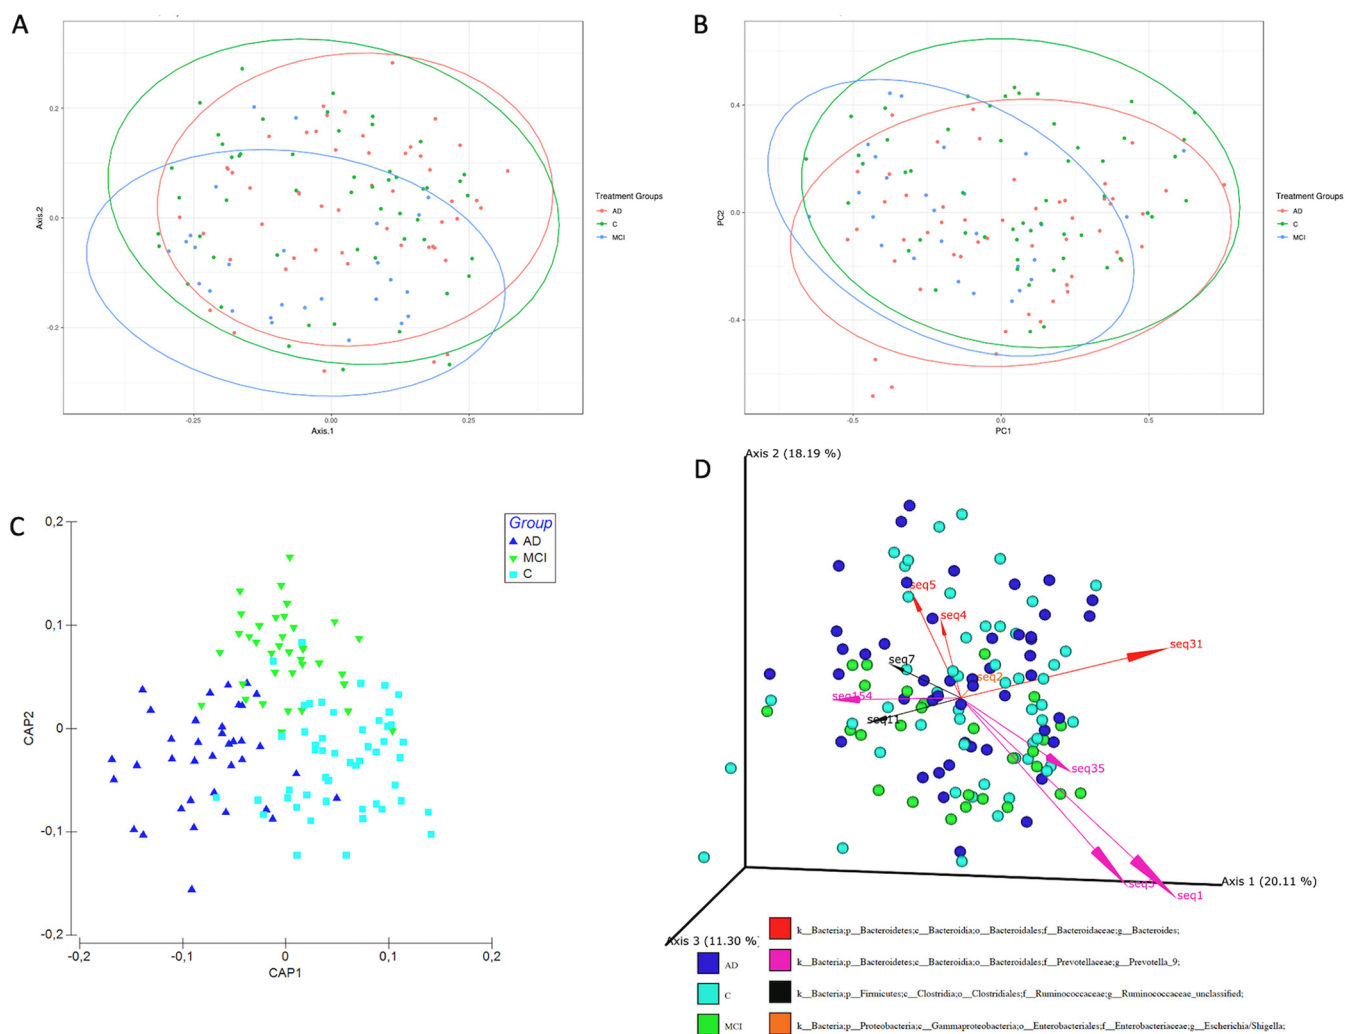 A
0.2
0.0
-0.2
Axis.2
-0.25
0.00
0.25
Axis.1
Treatment Groups
AD
C
MCI
B
0.4
0.0
-0.4
PC2
-0.5
0.0
0.5
PC1
Treatment Groups
AD
C
MCI
C
0,2
0,1
0
-0,1
-0,2
CAP2
-0,2
-0,1
0
0,1
0,2
CAP1
Group
AD
MCI
C
D
Axis 2 (18.19 %)
seq5
seq4
seq31
seq7
seq2
seq154
seq11
seq35
seq3
seq1
Axis 1 (20.11 %)
Axis 3 (11.30 %)
AD
C
MCI
k__Bacteria;p__Bacteroidetes;c__Bacteroidia;o__Bacteroidales;f__Bacteroidaceae;g__Bacteroides;
k__Bacteria;p__Bacteroidetes;c__Bacteroidia;o__Bacteroidales;f__Prevotellaceae;g__Prevotella_9;
k__Bacteria;p__Firmicutes;c__Clostridia;o__Clostridiales;f__Ruminococcaceae;g__Ruminococcaceae_unclassified;
k__Bacteria;p__Proteobacteria;c__Gammaproteobacteria;o__Enterobacteriales;f__Enterobacteriaceae;g__Escherichia/Shigella;